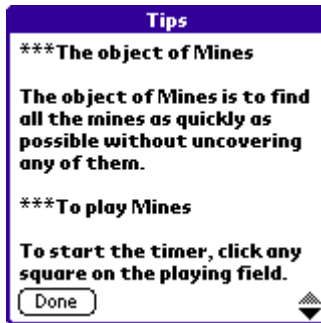 Tips
***The object of Mines
The object of Mines is to find
all the mines as quickly as
possible without uncovering
any of them.
***To play Mines
To start the timer, click any
square on the playing field.
Done